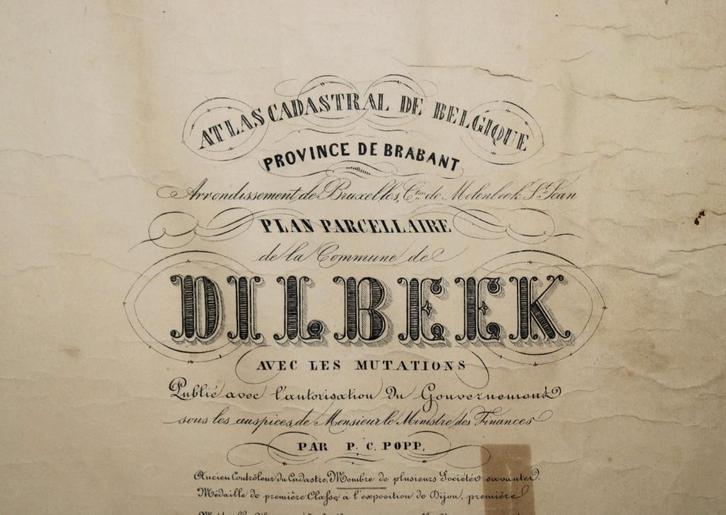 ATLAS CADASTRAL DE BELGIQUE
PROVINCE DE BRABANT
Arrondissement de Bruxelles, Cton de Molenbeek St Jean
PLAN PARCELLAIRE
de la Commune de
DILBEEK
AVEC LES MUTATIONS
Publié avec l'autorisation du Gouvernement
sous les auspices de Monsieur le Ministre des Finances
PAR P. C. POPP,
Ancien Contrôleur du Cadastre, Membre de plusieurs Sociétés savantes.
Médaille de première Classe à l'exposition de Dijon, première